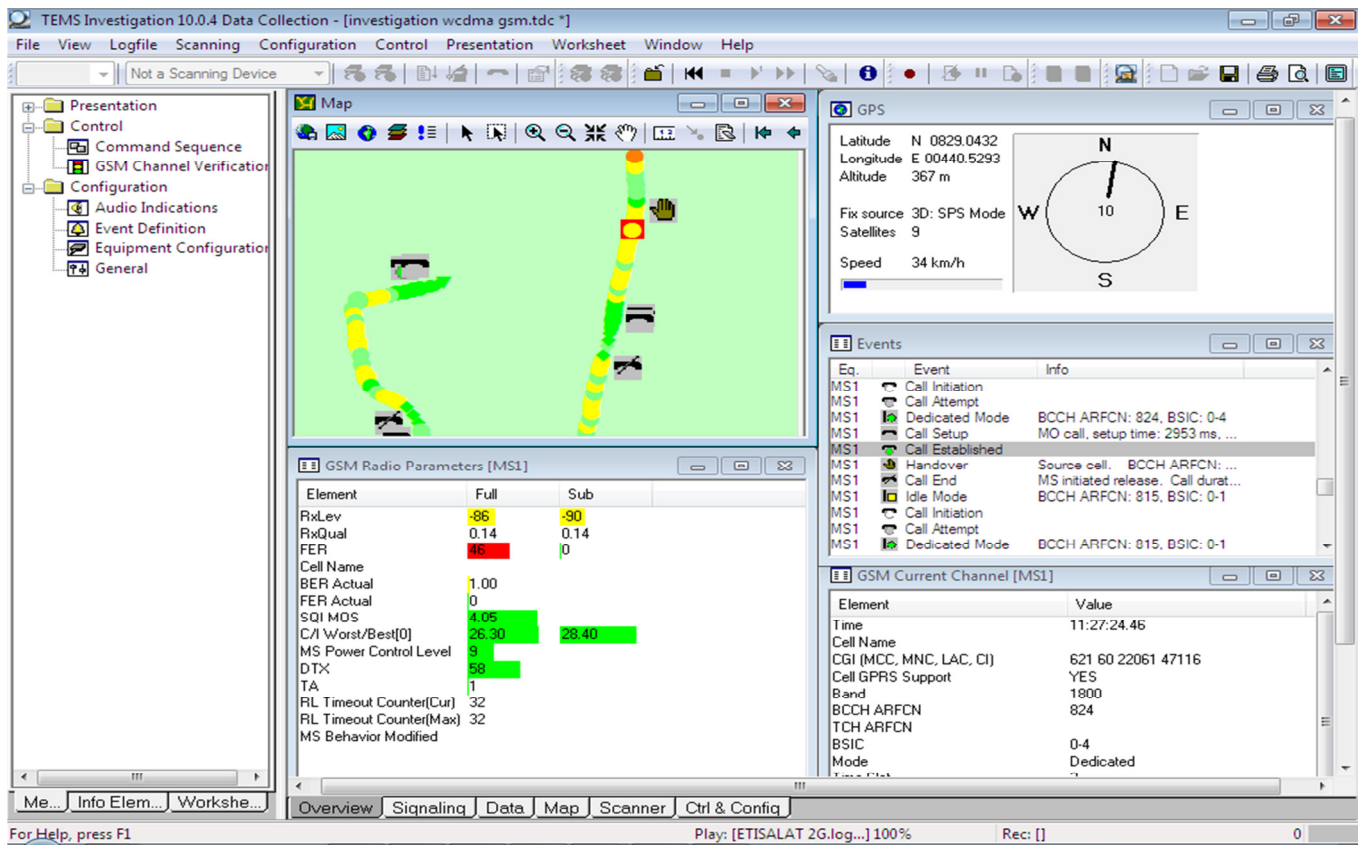 TEMS Investigation 10.0.4 Data Collection - [investigation wcdma gsm.tdc *]
File View Logfile Scanning Configuration Control Presentation Worksheet Window Help
Not a Scanning Device
Presentation
Control
Command Sequence
GSM Channel Verification
Configuration
Audio Indications
Event Definition
Equipment Configuration
General
Me... Info Elem... Workshe...
Map
GPS
Latitude N 0829.0432
Longitude E 00440.5293
Altitude 367 m
Fix source 3D: SPS Mode
Satellites 9
Speed 34 km/h
N
W 10 E
S
Events
Eq. Event Info
MS1 Call Initiation
MS1 Call Attempt
MS1 Dedicated Mode BCCH ARFCN: 824, BSIC: 0-4
MS1 Call Setup MO call, setup time: 2953 ms, ...
MS1 Call Established
MS1 Handover Source cell. BCCH ARFCN: ...
MS1 Call End MS initiated release. Call durat...
MS1 Idle Mode BCCH ARFCN: 815, BSIC: 0-1
MS1 Call Initiation
MS1 Call Attempt
MS1 Dedicated Mode BCCH ARFCN: 815, BSIC: 0-1
GSM Radio Parameters [MS1]
Element Full Sub
RxLev -86 -90
RxQual 0.14 0.14
FER 46 0
Cell Name
BER Actual 1.00
FER Actual 0
SQI MOS 4.05
C/I Worst/Best[0] 26.30 28.40
MS Power Control Level 9
DTX 58
TA 1
RL Timeout Counter(Cur) 32
RL Timeout Counter(Max) 32
MS Behavior Modified
GSM Current Channel [MS1]
Element Value
Time 11:27:24.46
Cell Name
CGI (MCC, MNC, LAC, CI) 621 60 22061 47116
Cell GPRS Support YES
Band 1800
BCCH ARFCN 824
TCH ARFCN
BSIC 0-4
Mode Dedicated
Overview Signaling Data Map Scanner Ctrl & Config
For Help, press F1
Play: [ETISALAT 2G.log...] 100%
Rec: []
0